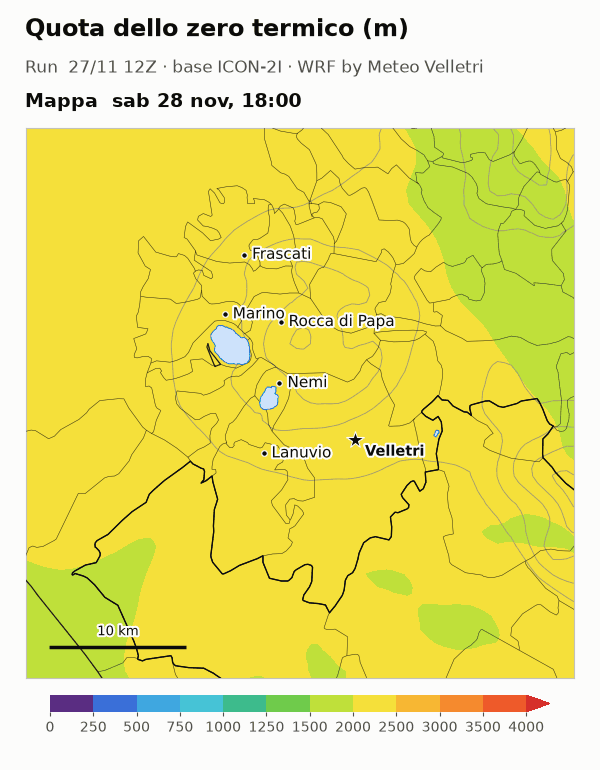 Quota dello zero termico (m)
Run  27/11 12Z · base ICON-2I · WRF by Meteo Velletri
Mappa  sab 28 nov, 18:00
Frascati
Marino
Rocca di Papa
Nemi
Velletri
Lanuvio
10 km
0 250 500 750 1000 1250 1500 2000 2500 3000 3500 4000